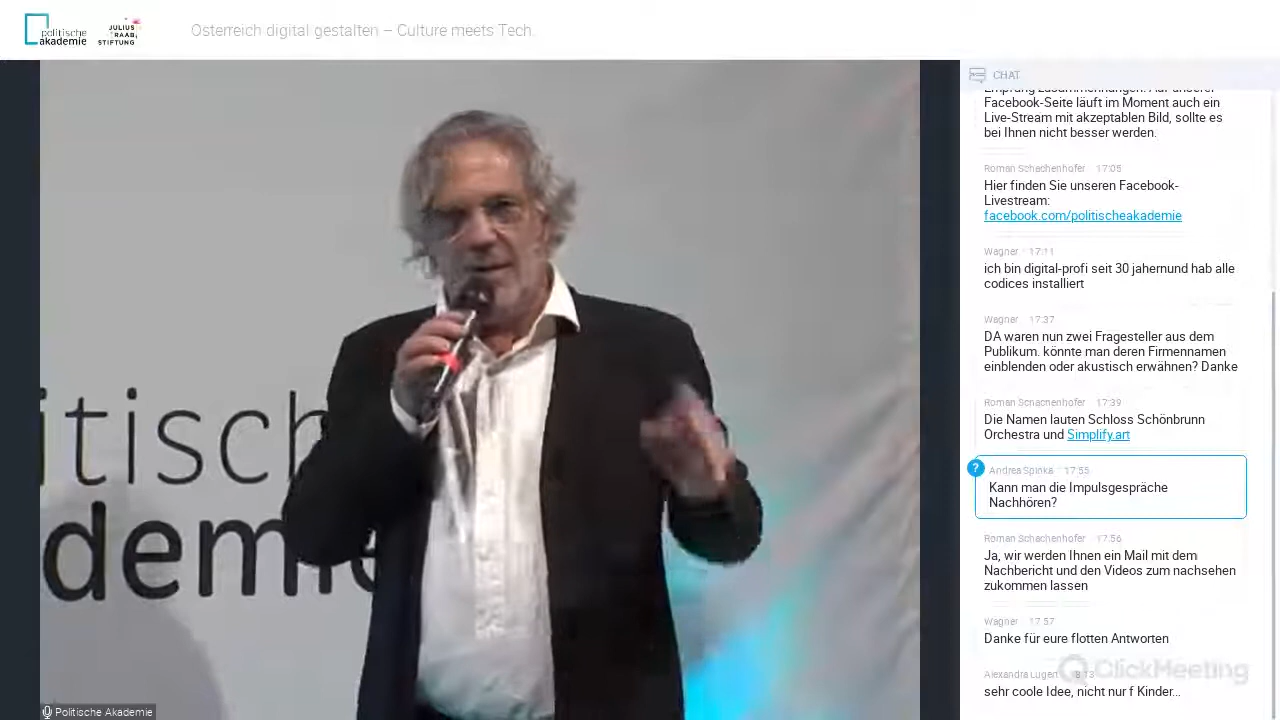 politische
akademie
JULIUS
RAAB
STIFTUNG
Österreich digital gestalten – Culture meets Tech.
itisch
demie
Politische Akademie
CHAT
Facebook-Seite läuft im Moment auch ein
Live-Stream mit akzeptablen Bild, sollte es
bei Ihnen nicht besser werden.
Roman Schachenhofer 17:05
Hier finden Sie unseren Facebook-
Livestream:
facebook.com/politischeakademie
Wagner 17:11
ich bin digital-profi seit 30 jahernund hab alle
codices installiert
Wagner 17:37
DA waren nun zwei Fragesteller aus dem
Publikum. könnte man deren Firmennamen
einblenden oder akustisch erwähnen? Danke
Roman Schachenhofer 17:39
Die Namen lauten Schloss Schönbrunn
Orchestra und Simplify.art
?
Andrea Spinka 17:55
Kann man die Impulsgespräche
Nachhören?
Roman Schachenhofer 17:56
Ja, wir werden Ihnen ein Mail mit dem
Nachbericht und den Videos zum nachsehen
zukommen lassen
Wagner 17:57
Danke für eure flotten Antworten
ClickMeeting
Alexandra Lugert
sehr coole Idee, nicht nur f Kinder...